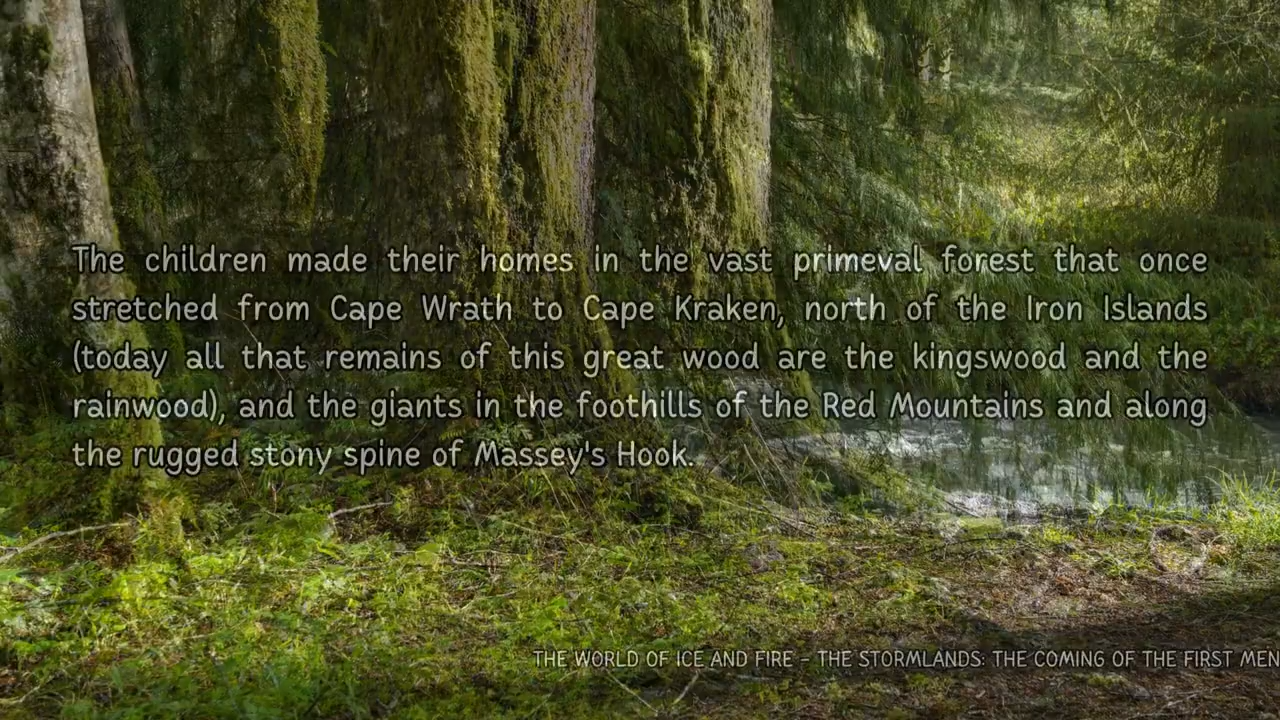 The children made their homes in the vast primeval forest that once
stretched from Cape Wrath to Cape Kraken, north of the Iron Islands
(today all that remains of this great wood are the kingswood and the
rainwood), and the giants in the foothills of the Red Mountains and along
the rugged stony spine of Massey's Hook.
THE WORLD OF ICE AND FIRE - THE STORMLANDS: THE COMING OF THE FIRST MEN